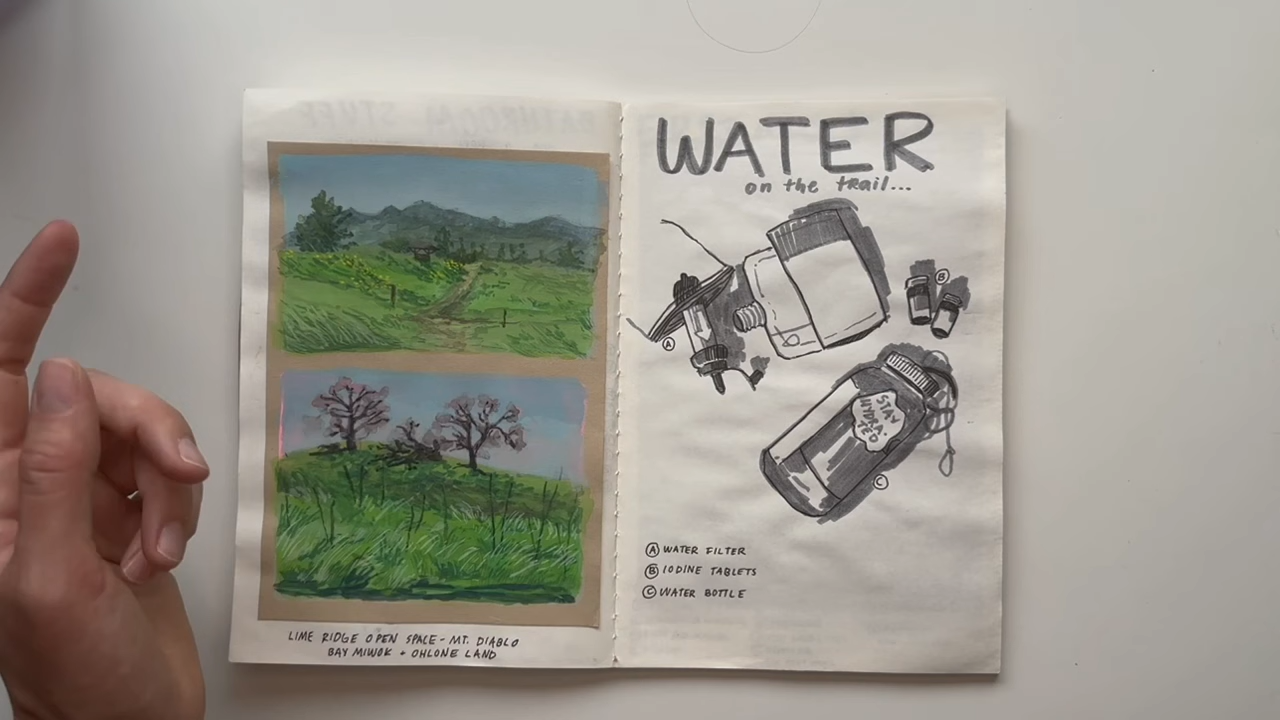 LIME RIDGE OPEN SPACE - MT. DIABLO
BAY MIWOK + OHLONE LAND
WATER
on the trail...
A
B
STAY
HYDRA-
TED
C
A WATER FILTER
B IODINE TABLETS
C WATER BOTTLE